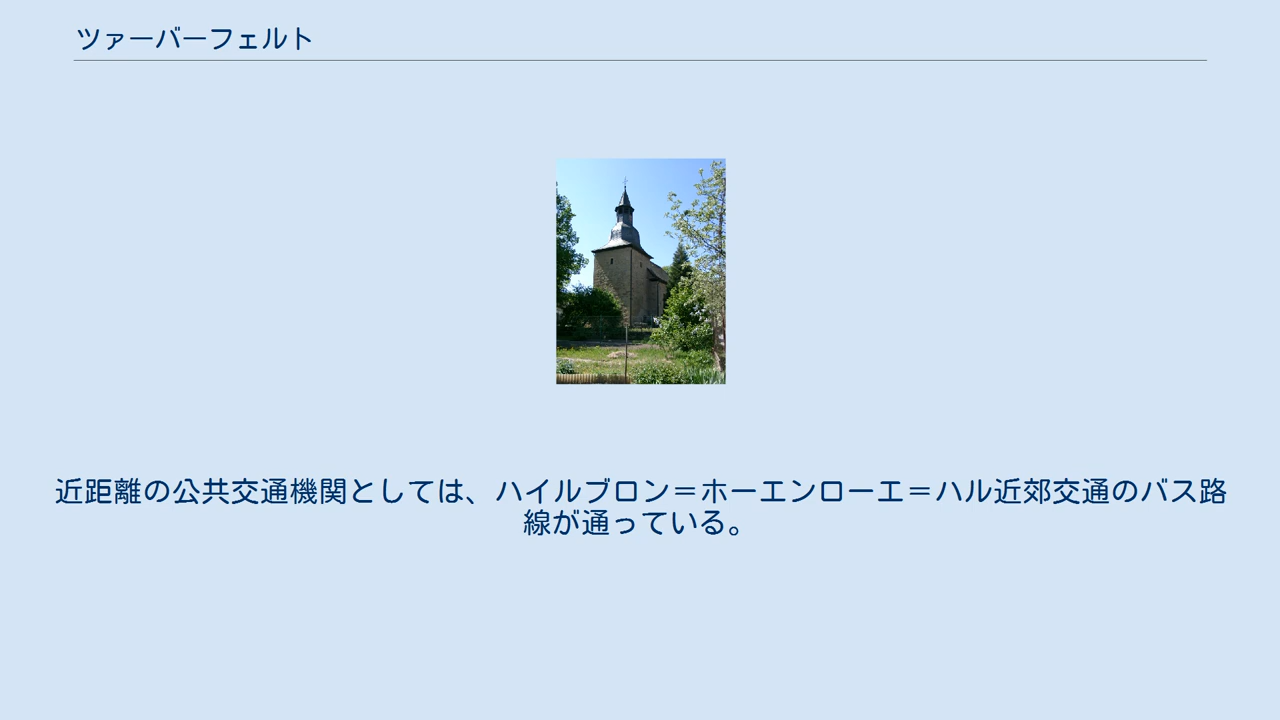 ツァーバーフェルト
近距離の公共交通機関としては、ハイルブロン＝ホーエンローエ＝ハル近郊交通のバス路
線が通っている。